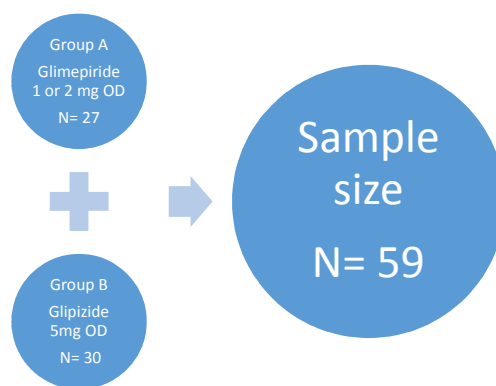 Group A
Glimepiride
1 or 2 mg OD
N= 27
Group B
Glipizide
5mg OD
N= 30
Sample
size
N= 59